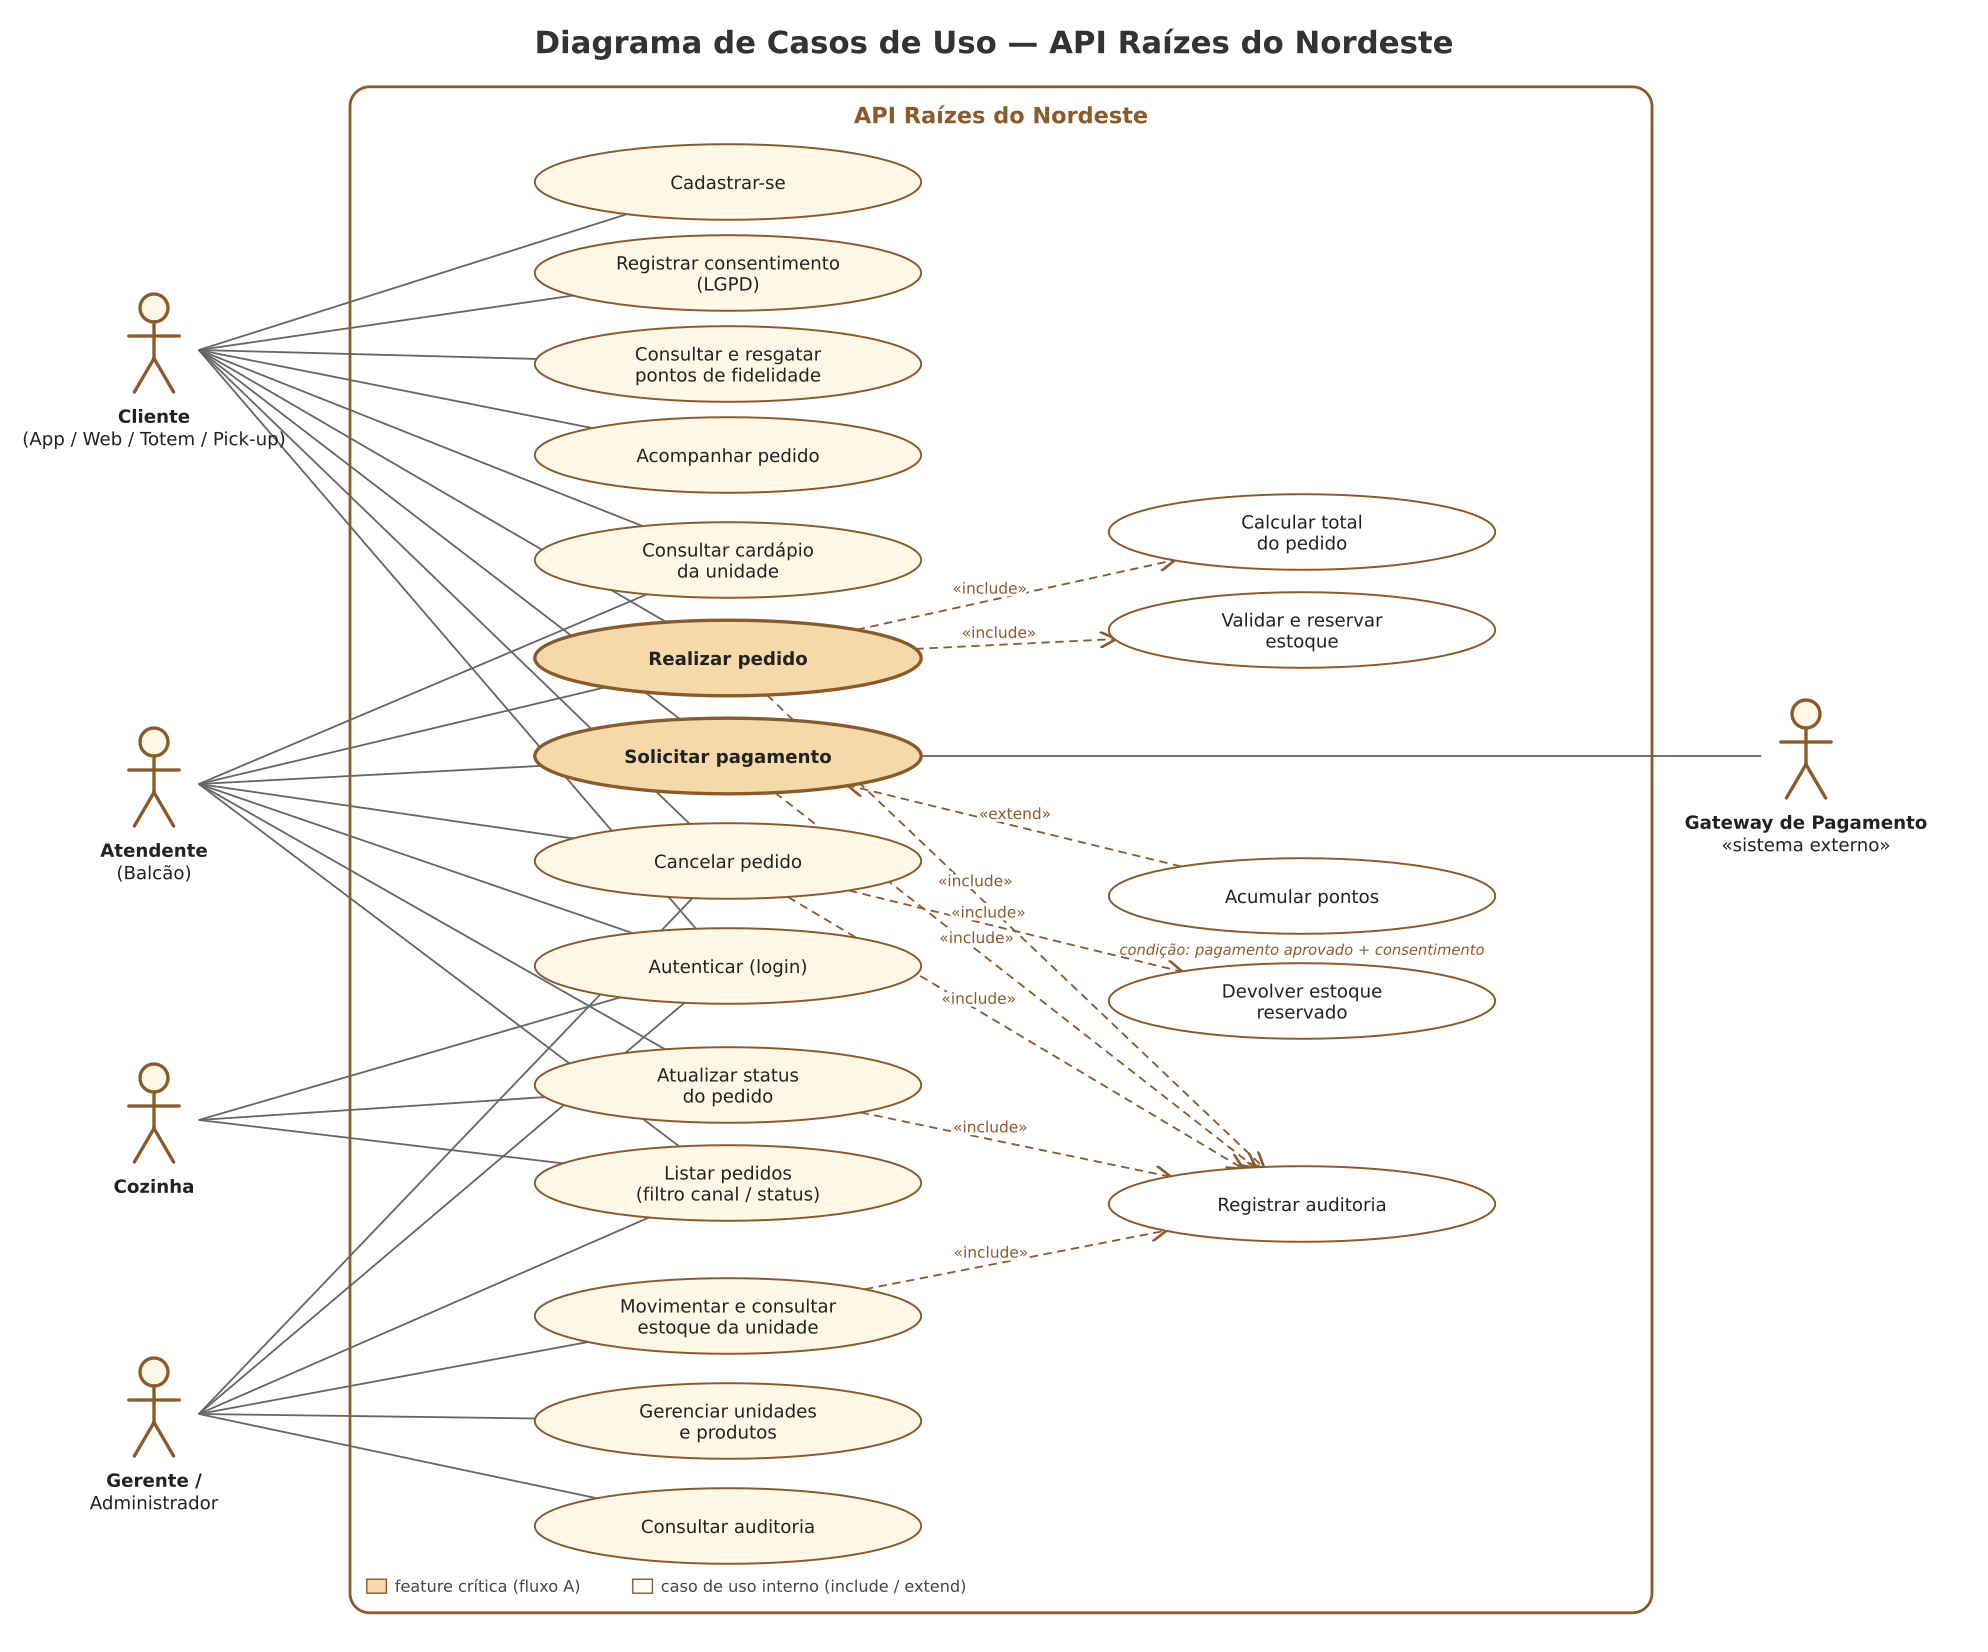 Diagrama de Casos de Uso — API Raízes do Nordeste
API Raízes do Nordeste
Cadastrar-se
Registrar consentimento
(LGPD)
Consultar e resgatar
pontos de fidelidade
Cliente
(App / Web / Totem / Pick-up)
Acompanhar pedido
Consultar cardápio
da unidade
Calcular total
do pedido
«include»
Validar e reservar
estoque
«include»
Realizar pedido
Solicitar pagamento
Gateway de Pagamento
«sistema externo»
«extend»
Atendente
(Balcão)
Cancelar pedido
«include»
Acumular pontos
«include»
«include»
condição: pagamento aprovado + consentimento
Autenticar (login)
«include»
Devolver estoque
reservado
Atualizar status
do pedido
«include»
Cozinha
Listar pedidos
(filtro canal / status)
Registrar auditoria
«include»
Movimentar e consultar
estoque da unidade
Gerenciar unidades
e produtos
Gerente /
Administrador
Consultar auditoria
feature crítica (fluxo A)
caso de uso interno (include / extend)